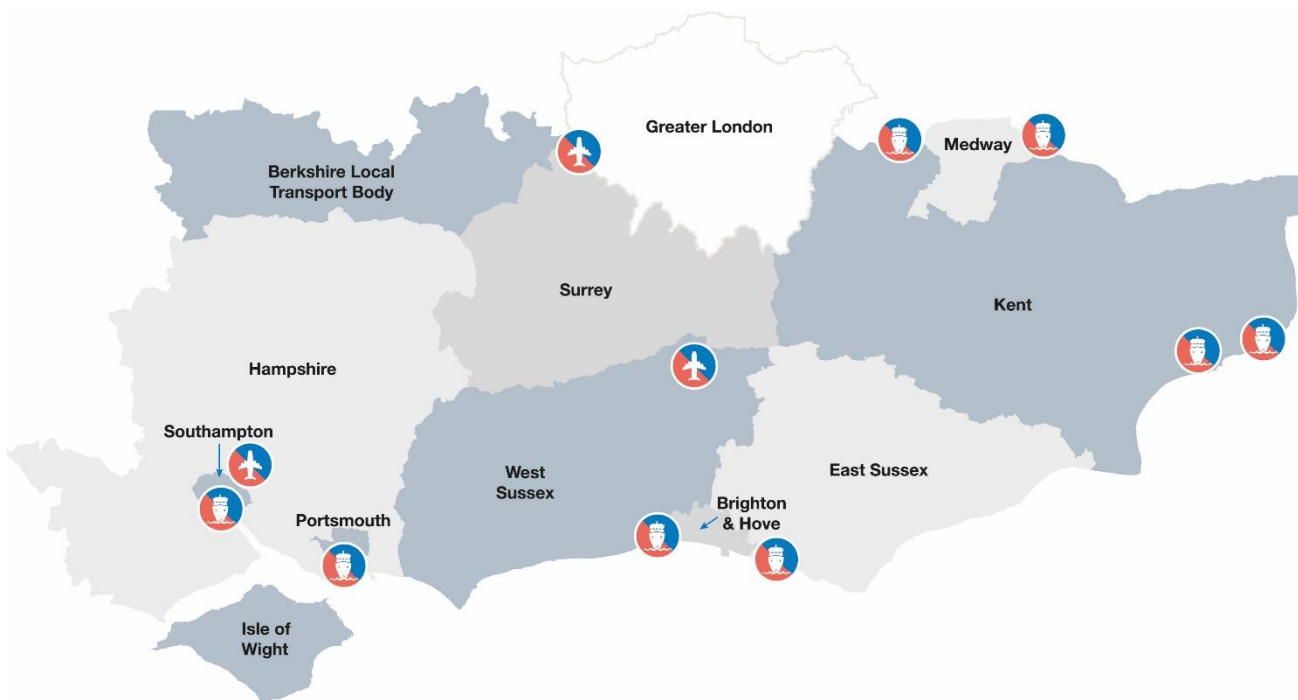 Greater London
Medway
Berkshire Local
Transport Body
Surrey
Kent
Hampshire
Southampton
West
Sussex
East Sussex
Brighton
& Hove
Portsmouth
Isle of
Wight